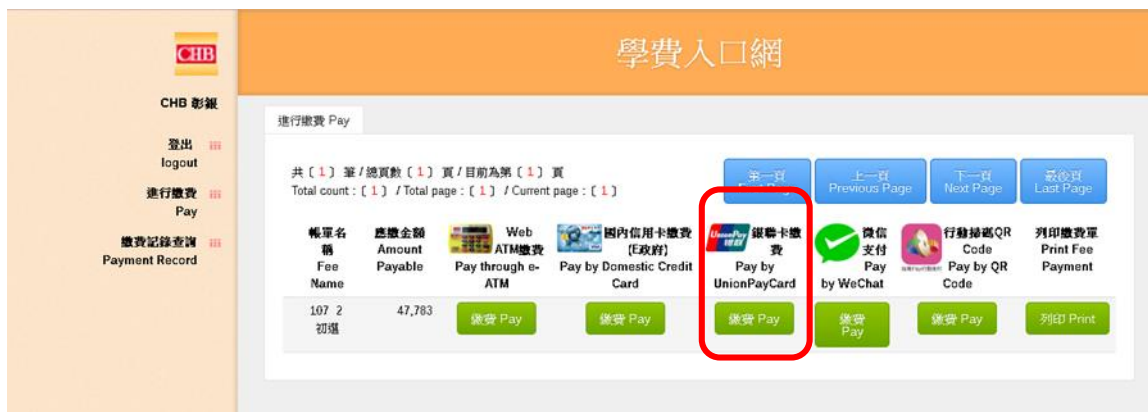 CHB
學費入口網
CHB 彰銀
登出
logout
進行繳費
Pay
繳費記錄查詢
Payment Record
進行繳費 Pay
共〔 1 〕 筆 / 總頁數〔 1 〕 頁 / 目前為第〔 1 〕 頁
Total count :〔 1 〕 / Total page :〔 1 〕 / Current page :〔 1 〕
第一頁
上一頁
Previous Page
下一頁
Next Page
最後頁
Last Page
帳單名
稱
Fee
Name
應繳金額
Amount
Payable
Web
ATM繳費
Pay through e-
ATM
國內信用卡繳費
(E政府)
Pay by Domestic Credit
Card
UnionPay
銀聯
銀聯卡繳
費
Pay by
UnionPayCard
微信
支付
Pay
by WeChat
行動掃碼QR
Code
Pay by QR
Code
列印繳費單
Print Fee
Payment
107 2
初選
47,783
繳費 Pay
繳費 Pay
繳費 Pay
繳費
Pay
繳費 Pay
列印 Print